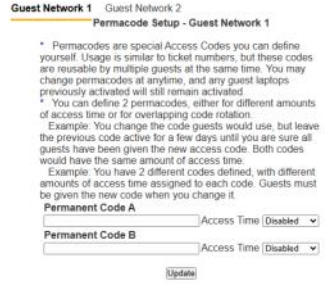 Guest Network 1 Guest Network 2
Permacode Setup - Guest Network 1
* Permacodes are special Access Codes you can define
yourself. Usage is similar to ticket numbers, but these codes
are reusable by multiple guests at the same time. You may
change permacodes at anytime, and any guest laptops
previously activated will still remain activated.
* You can define 2 permacodes, either for different amounts
of access time or for overlapping code rotation.
Example: You change the code guests would use, but leave
the previous code active for a few days until you are sure all
guests have been given the new access code. Both codes
would have the same amount of access time.
Example: You have 2 different codes defined, with different
amounts of access time assigned to each code. Guests must
be given the new code when you change it.
Permanent Code A
Access Time Disabled
Permanent Code B
Access Time Disabled
Update